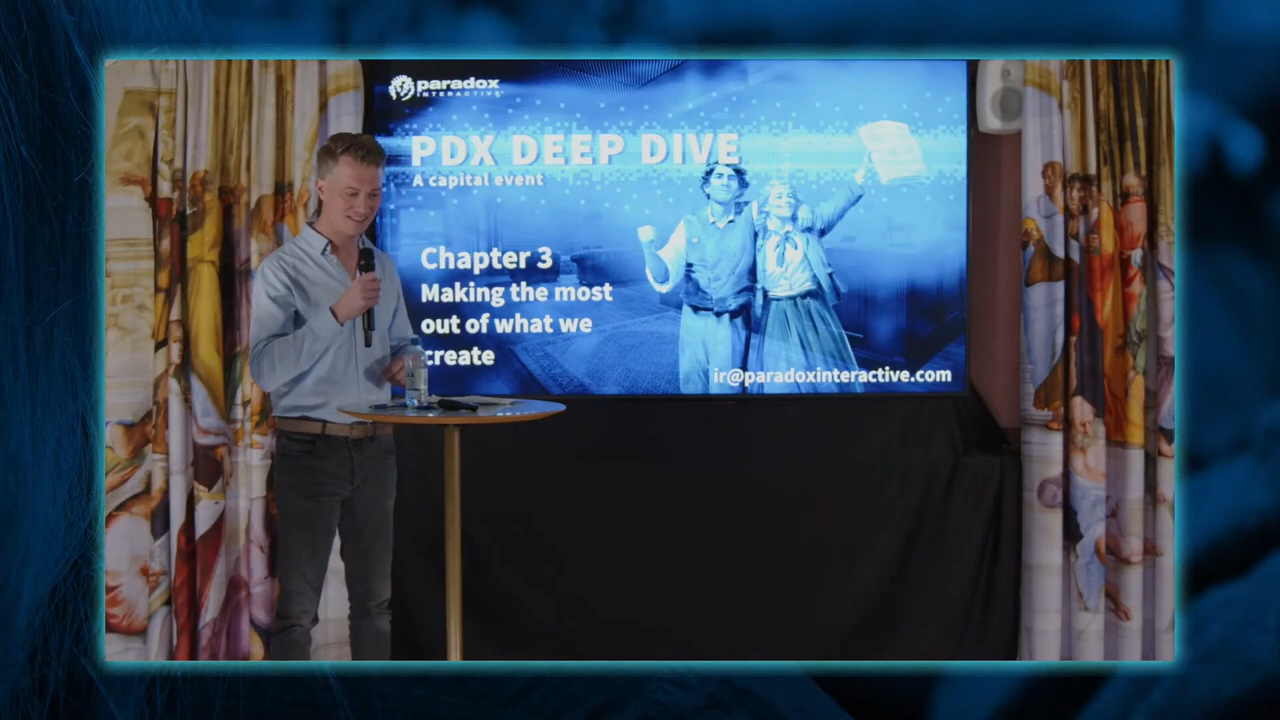 paradox
INTERACTIVE
PDX DEEP DIVE
A capital event
Chapter 3
Making the most
out of what we
create
ir@paradoxinteractive.com